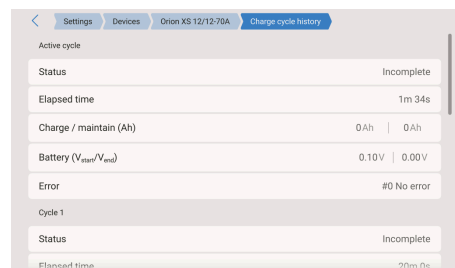 Settings Devices Orion XS 12/12-70A Charge cycle history
Active cycle
Status Incomplete
Elapsed time 1m 34s
Charge / maintain (Ah) 0Ah 0Ah
Battery (Vstart/Vend) 0.10V 0.00V
Error #0 No error
Cycle 1
Status Incomplete
Elapsed time 20m 0s